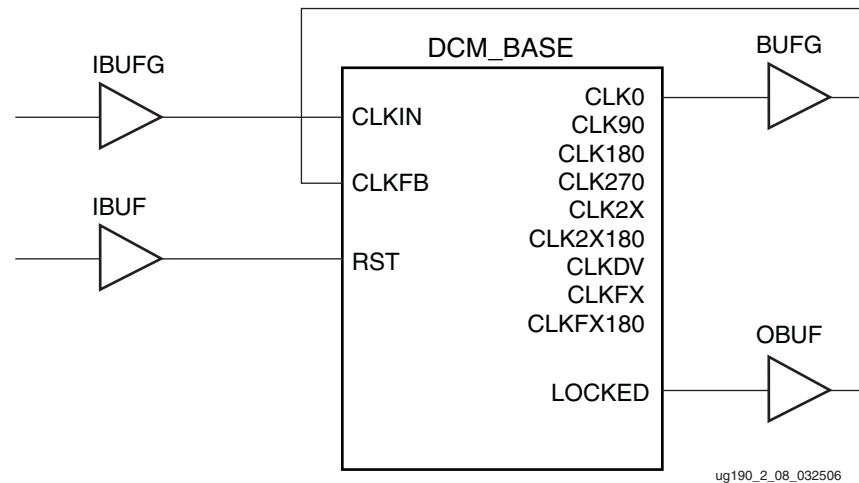 DCM_BASE
IBUFG
BUFG
CLKIN
CLKFB
IBUF
RST
CLK0
CLK90
CLK180
CLK270
CLK2X
CLK2X180
CLKDV
CLKFX
CLKFX180
OBUF
LOCKED
ug190_2_08_032506